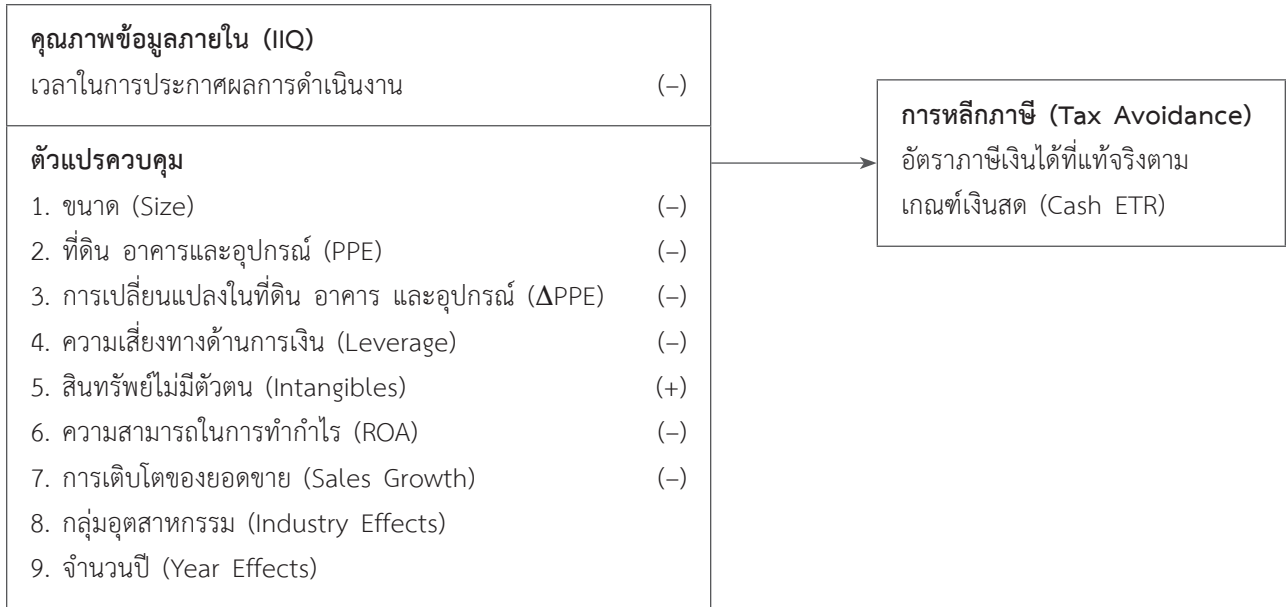 คุณภาพข้อมูลภายใน (IIQ)
เวลาในการประกาศผลการดำเนินงาน (–)
ตัวแปรควบคุม
1. ขนาด (Size) (–)
2. ที่ดิน อาคารและอุปกรณ์ (PPE) (–)
3. การเปลี่ยนแปลงในที่ดิน อาคาร และอุปกรณ์ (ΔPPE) (–)
4. ความเสี่ยงทางด้านการเงิน (Leverage) (–)
5. สินทรัพย์ไม่มีตัวตน (Intangibles) (+)
6. ความสามารถในการทำกำไร (ROA) (–)
7. การเติบโตของยอดขาย (Sales Growth) (–)
8. กลุ่มอุตสาหกรรม (Industry Effects)
9. จำนวนปี (Year Effects)
การหลีกภาษี (Tax Avoidance)
อัตราภาษีเงินได้ที่แท้จริงตาม
เกณฑ์เงินสด (Cash ETR)